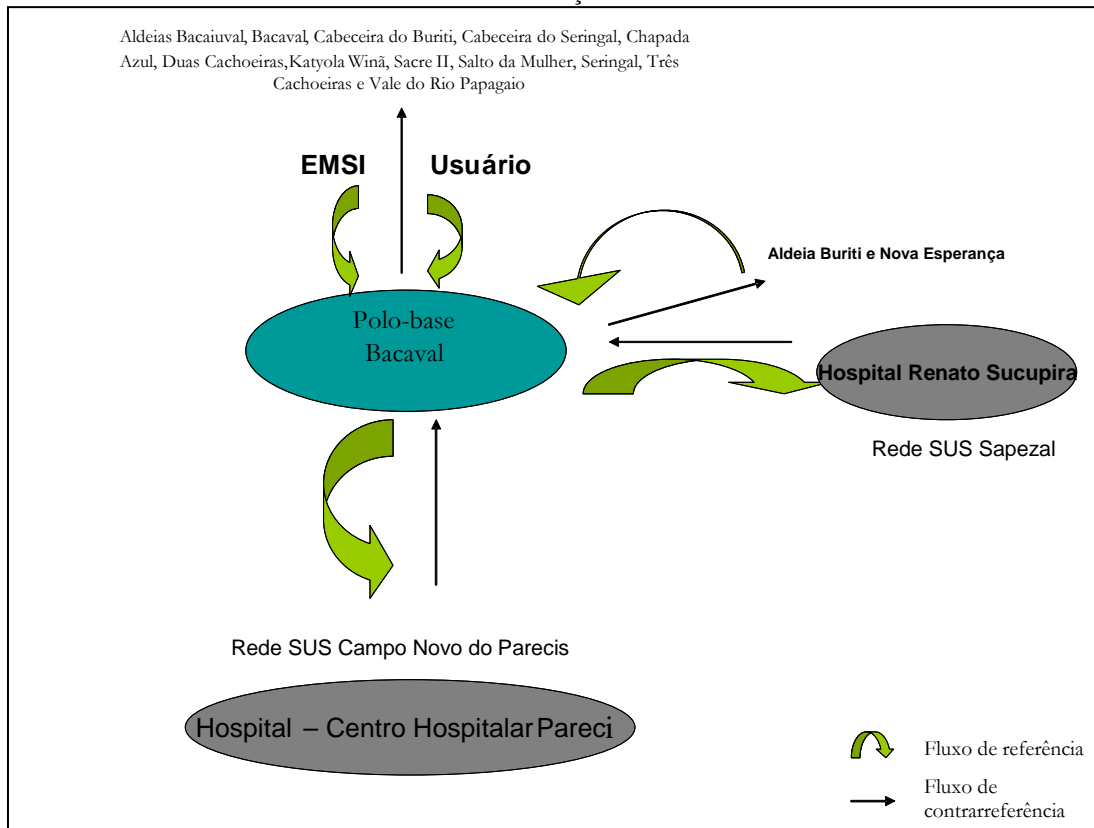 Aldeias Bacaiuval, Bacaval, Cabeceira do Buriti, Cabeceira do Seringal, Chapada
Azul, Duas Cachoeiras,Katyola Winã, Sacre II, Salto da Mulher, Seringal, Três
Cachoeiras e Vale do Rio Papagaio
EMSI Usuário
Aldeia Buriti e Nova Esperança
Polo-base
Bacaval
Hospital Renato Sucupira
Rede SUS Sapezal
Rede SUS Campo Novo do Parecis
Hospital – Centro Hospitalar Pareci
Fluxo de referência
Fluxo de
contrarreferência